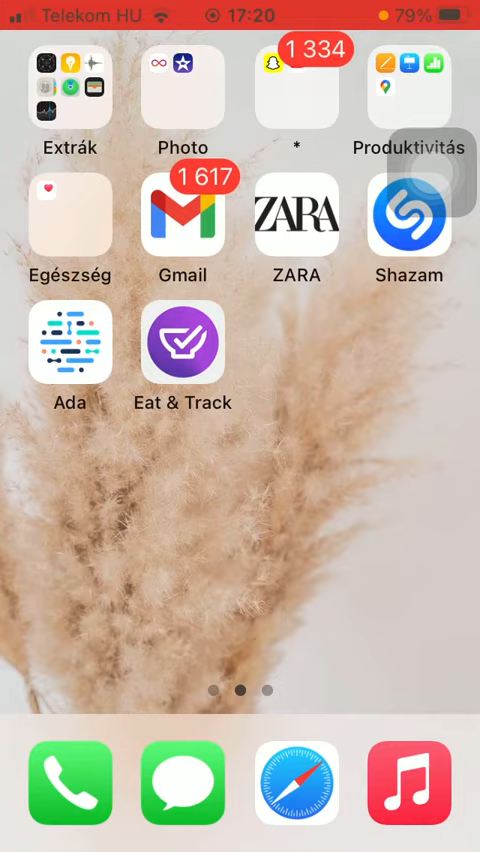 Telekom HU 17:20 79%
1 334
Extrák Photo * Produktivitás
1 617
ZARA
Egészség Gmail ZARA Shazam
Ada Eat & Track